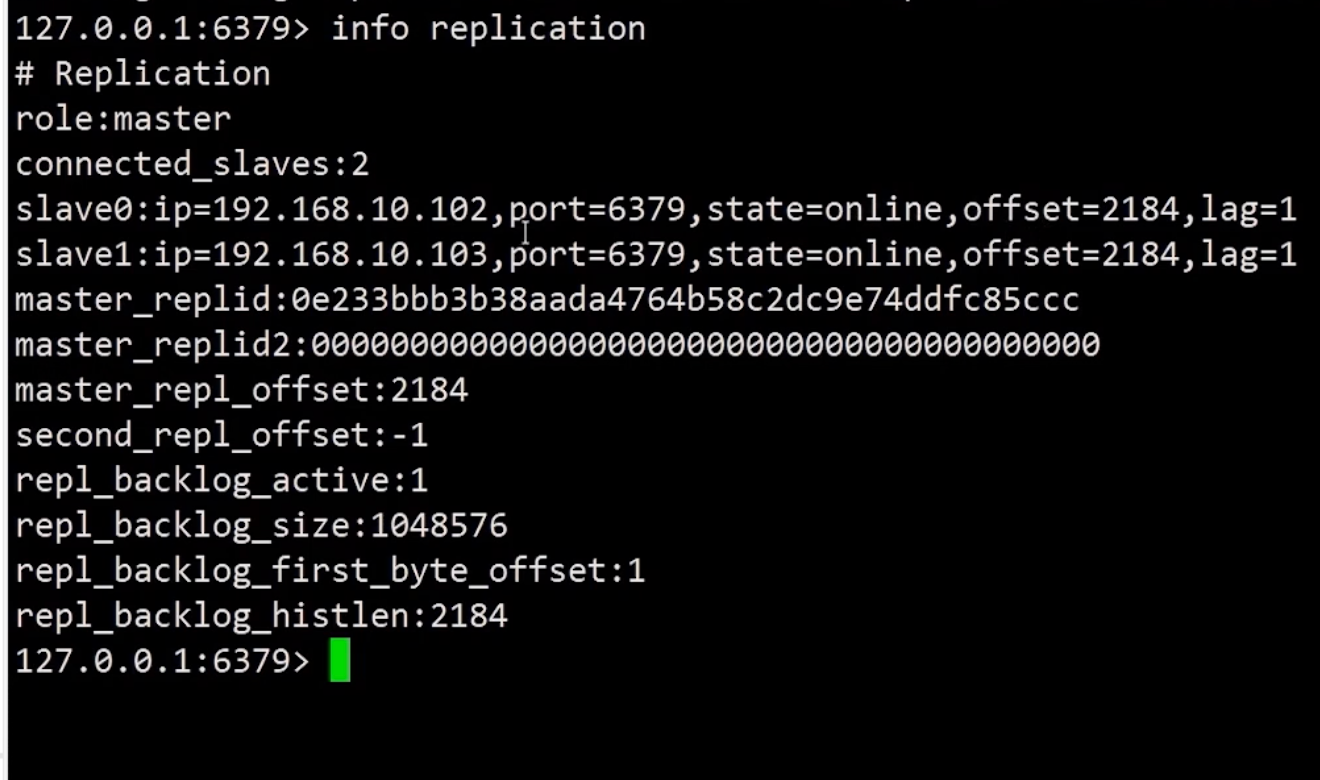 127.0.0.1:6379> info replication
# Replication
role:master
connected_slaves:2
slave0:ip=192.168.10.102,port=6379,state=online,offset=2184,lag=1
slave1:ip=192.168.10.103,port=6379,state=online,offset=2184,lag=1
master_replid:0e233bbb3b38aada4764b58c2dc9e74ddfc85ccc
master_replid2:0000000000000000000000000000000000000000
master_repl_offset:2184
second_repl_offset:-1
repl_backlog_active:1
repl_backlog_size:1048576
repl_backlog_first_byte_offset:1
repl_backlog_histlen:2184
127.0.0.1:6379>